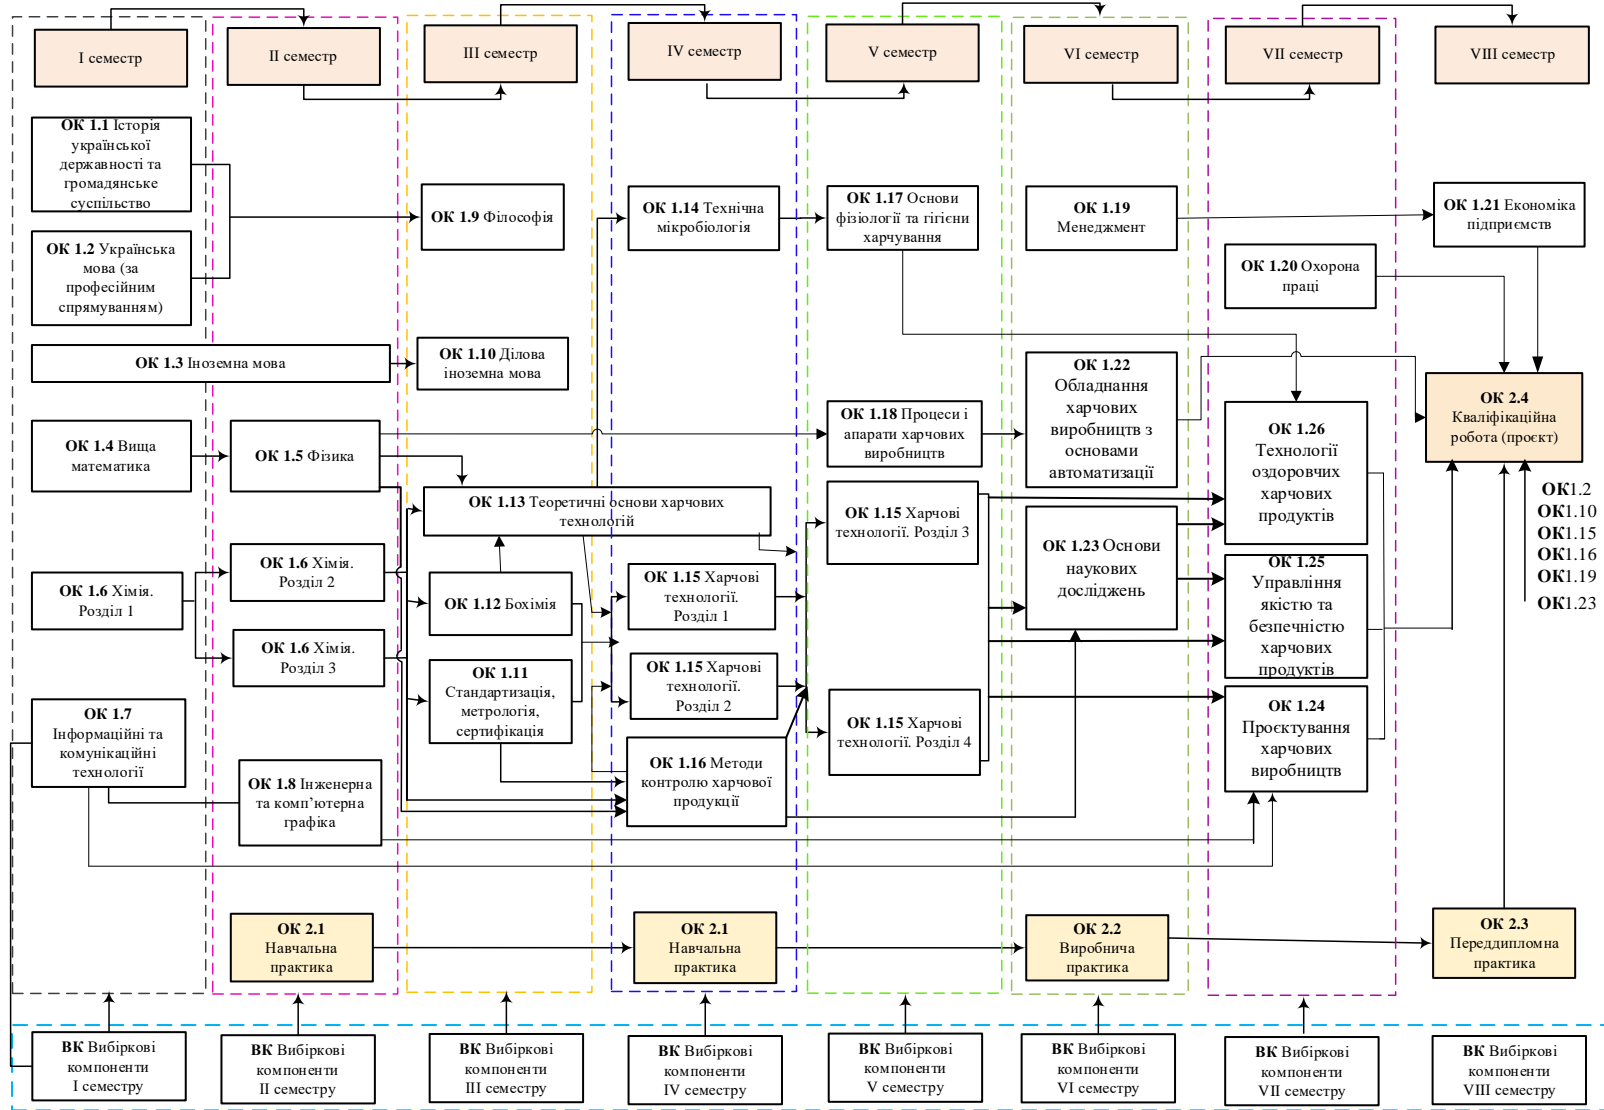 I семестр
II семестр
III семестр
IV семестр
V семестр
VI семестр
VII семестр
VIII семестр
ОК 1.1 Історія
української
державності та
громадянське
суспільство
ОК 1.2 Українська
мова (за
професійним
спрямуванням)
ОК 1.9 Філософія
ОК 1.14 Технічна
мікробіологія
ОК 1.17 Основи
фізіології та гігієни
харчування
ОК 1.19
Менеджмент
ОК 1.21 Економіка
підприємств
ОК 1.20 Охорона
праці
ОК 1.3 Іноземна мова
ОК 1.10 Ділова
іноземна мова
ОК 1.4 Вища
математика
ОК 1.5 Фізика
ОК 1.18 Процеси і
апарати харчових
виробництв
ОК 1.22
Обладнання
харчових
виробництв з
основами
автоматизації
ОК 1.26
Технології
оздоровчих
харчових
продуктів
ОК 2.4
Кваліфікаційна
робота (проєкт)
ОК1.2
ОК1.10
ОК1.15
ОК1.16
ОК1.19
ОК1.23
ОК 1.13 Теоретичні основи харчових
технологій
ОК 1.15 Харчові
технології. Розділ 3
ОК 1.23 Основи
наукових
досліджень
ОК 1.25
Управління
якістю та
безпечністю
харчових
продуктів
ОК 1.6 Хімія.
Розділ 1
ОК 1.6 Хімія.
Розділ 2
ОК 1.6 Хімія.
Розділ 3
ОК 1.12 Бохімія
ОК 1.11
Стандартизація,
метрологія,
сертифікація
ОК 1.15 Харчові
технології.
Розділ 1
ОК 1.15 Харчові
технології.
Розділ 2
ОК 1.15 Харчові
технології. Розділ 4
ОК 1.24
Проєктування
харчових
виробництв
ОК 1.7
Інформаційні та
комунікаційні
технології
ОК 1.8 Інженерна
та комп’ютерна
графіка
ОК 1.16 Методи
контролю харчової
продукції
ОК 2.1
Навчальна
практика
ОК 2.1
Навчальна
практика
ОК 2.2
Виробнича
практика
ОК 2.3
Переддипломна
практика
ВК Вибіркові
компоненти
I семестру
ВК Вибіркові
компоненти
II семестру
ВК Вибіркові
компоненти
III семестру
ВК Вибіркові
компоненти
IV семестру
ВК Вибіркові
компоненти
V семестру
ВК Вибіркові
компоненти
VI семестру
ВК Вибіркові
компоненти
VII семестру
ВК Вибіркові
компоненти
VIII семестру